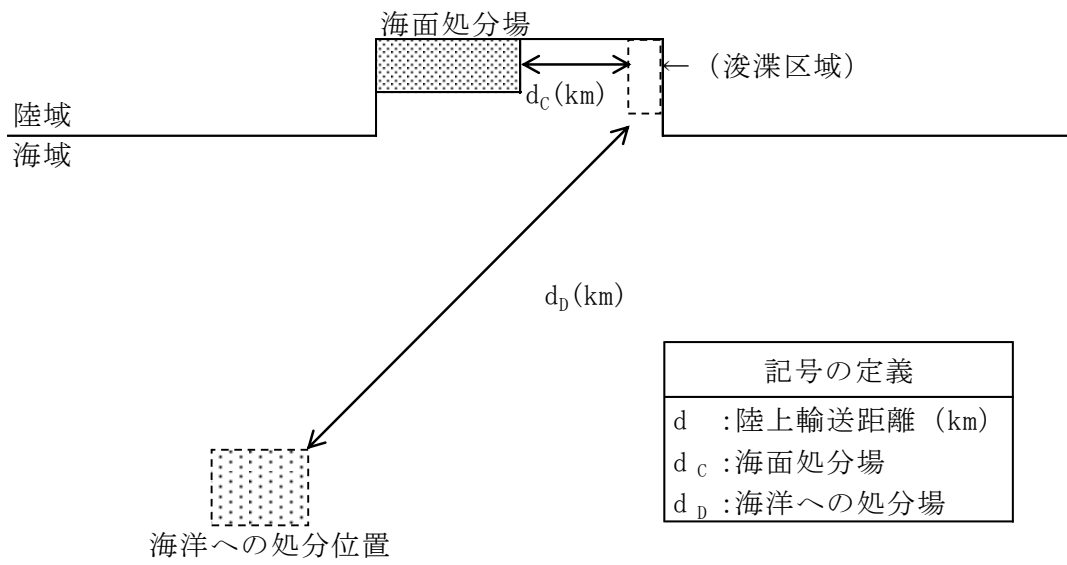 海面処分場
← (浚渫区域)
d_C(km)
陸域
海域
d_D(km)
記号の定義
d :陸上輸送距離 (km)
d_C:海面処分場
d_D:海洋への処分場
海洋への処分位置